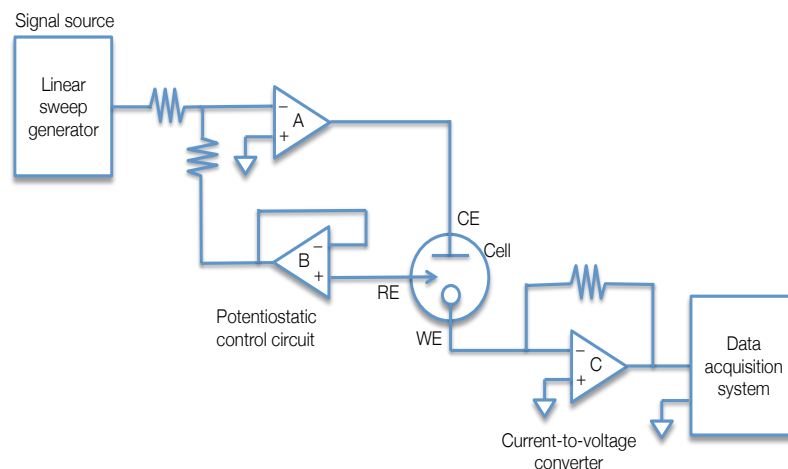 Signal source
Linear
sweep
generator
−
+
A
CE
Cell
−
+
B
RE
WE
Potentiostatic
control circuit
−
+
C
Data
acquisition
system
Current-to-voltage
converter